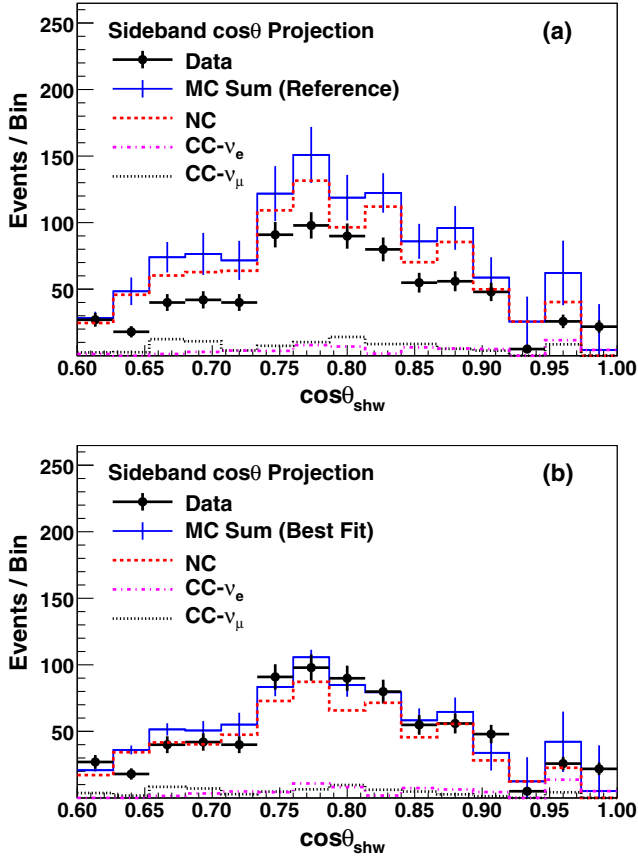 Sideband cosθ Projection
(a)
Data
MC Sum (Reference)
NC
CC-νe
CC-νμ
Events / Bin
250
200
150
100
50
0.60 0.65 0.70 0.75 0.80 0.85 0.90 0.95 1.00
cosθshw
Sideband cosθ Projection
(b)
Data
MC Sum (Best Fit)
NC
CC-νe
CC-νμ
Events / Bin
250
200
150
100
50
0.60 0.65 0.70 0.75 0.80 0.85 0.90 0.95 1.00
cosθshw